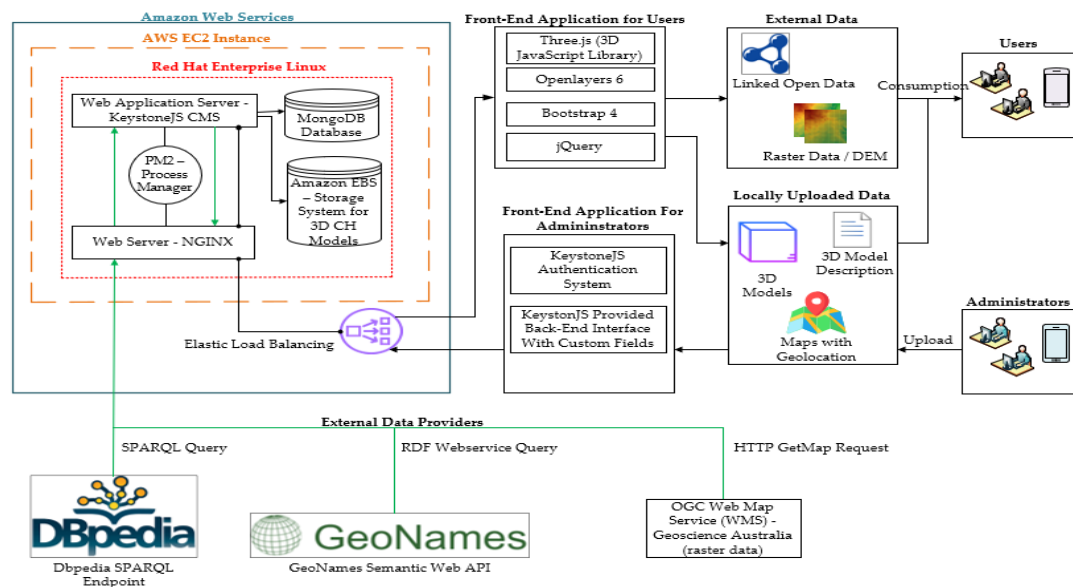 Amazon Web Services
AWS EC2 Instance
Red Hat Enterprise Linux
Web Application Server -
KeystoneJS CMS
MongoDB
Database
PM2 –
Process
Manager
Amazon EBS
– Storage
System for
3D CH
Models
Web Server - NGINX
Elastic Load Balancing
Front-End Application for Users
Three.js (3D
JavaScript Library)
Openlayers 6
Bootstrap 4
jQuery
Front-End Application For
Admininstrators
KeystoneJS
Authentication
System
KeystonJS Provided
Back-End Interface
With Custom Fields
External Data
Linked Open Data
Raster Data / DEM
Locally Uploaded Data
3D
Models
3D Model
Description
Maps with
Geolocation
Consumption
Users
Administrators
Upload
External Data Providers
SPARQL Query
RDF Webservice Query
HTTP GetMap Request
DBpedia
Dbpedia SPARQL
Endpoint
GeoNames
GeoNames Semantic Web API
OGC Web Map
Service (WMS) -
Geoscience Australia
(raster data)